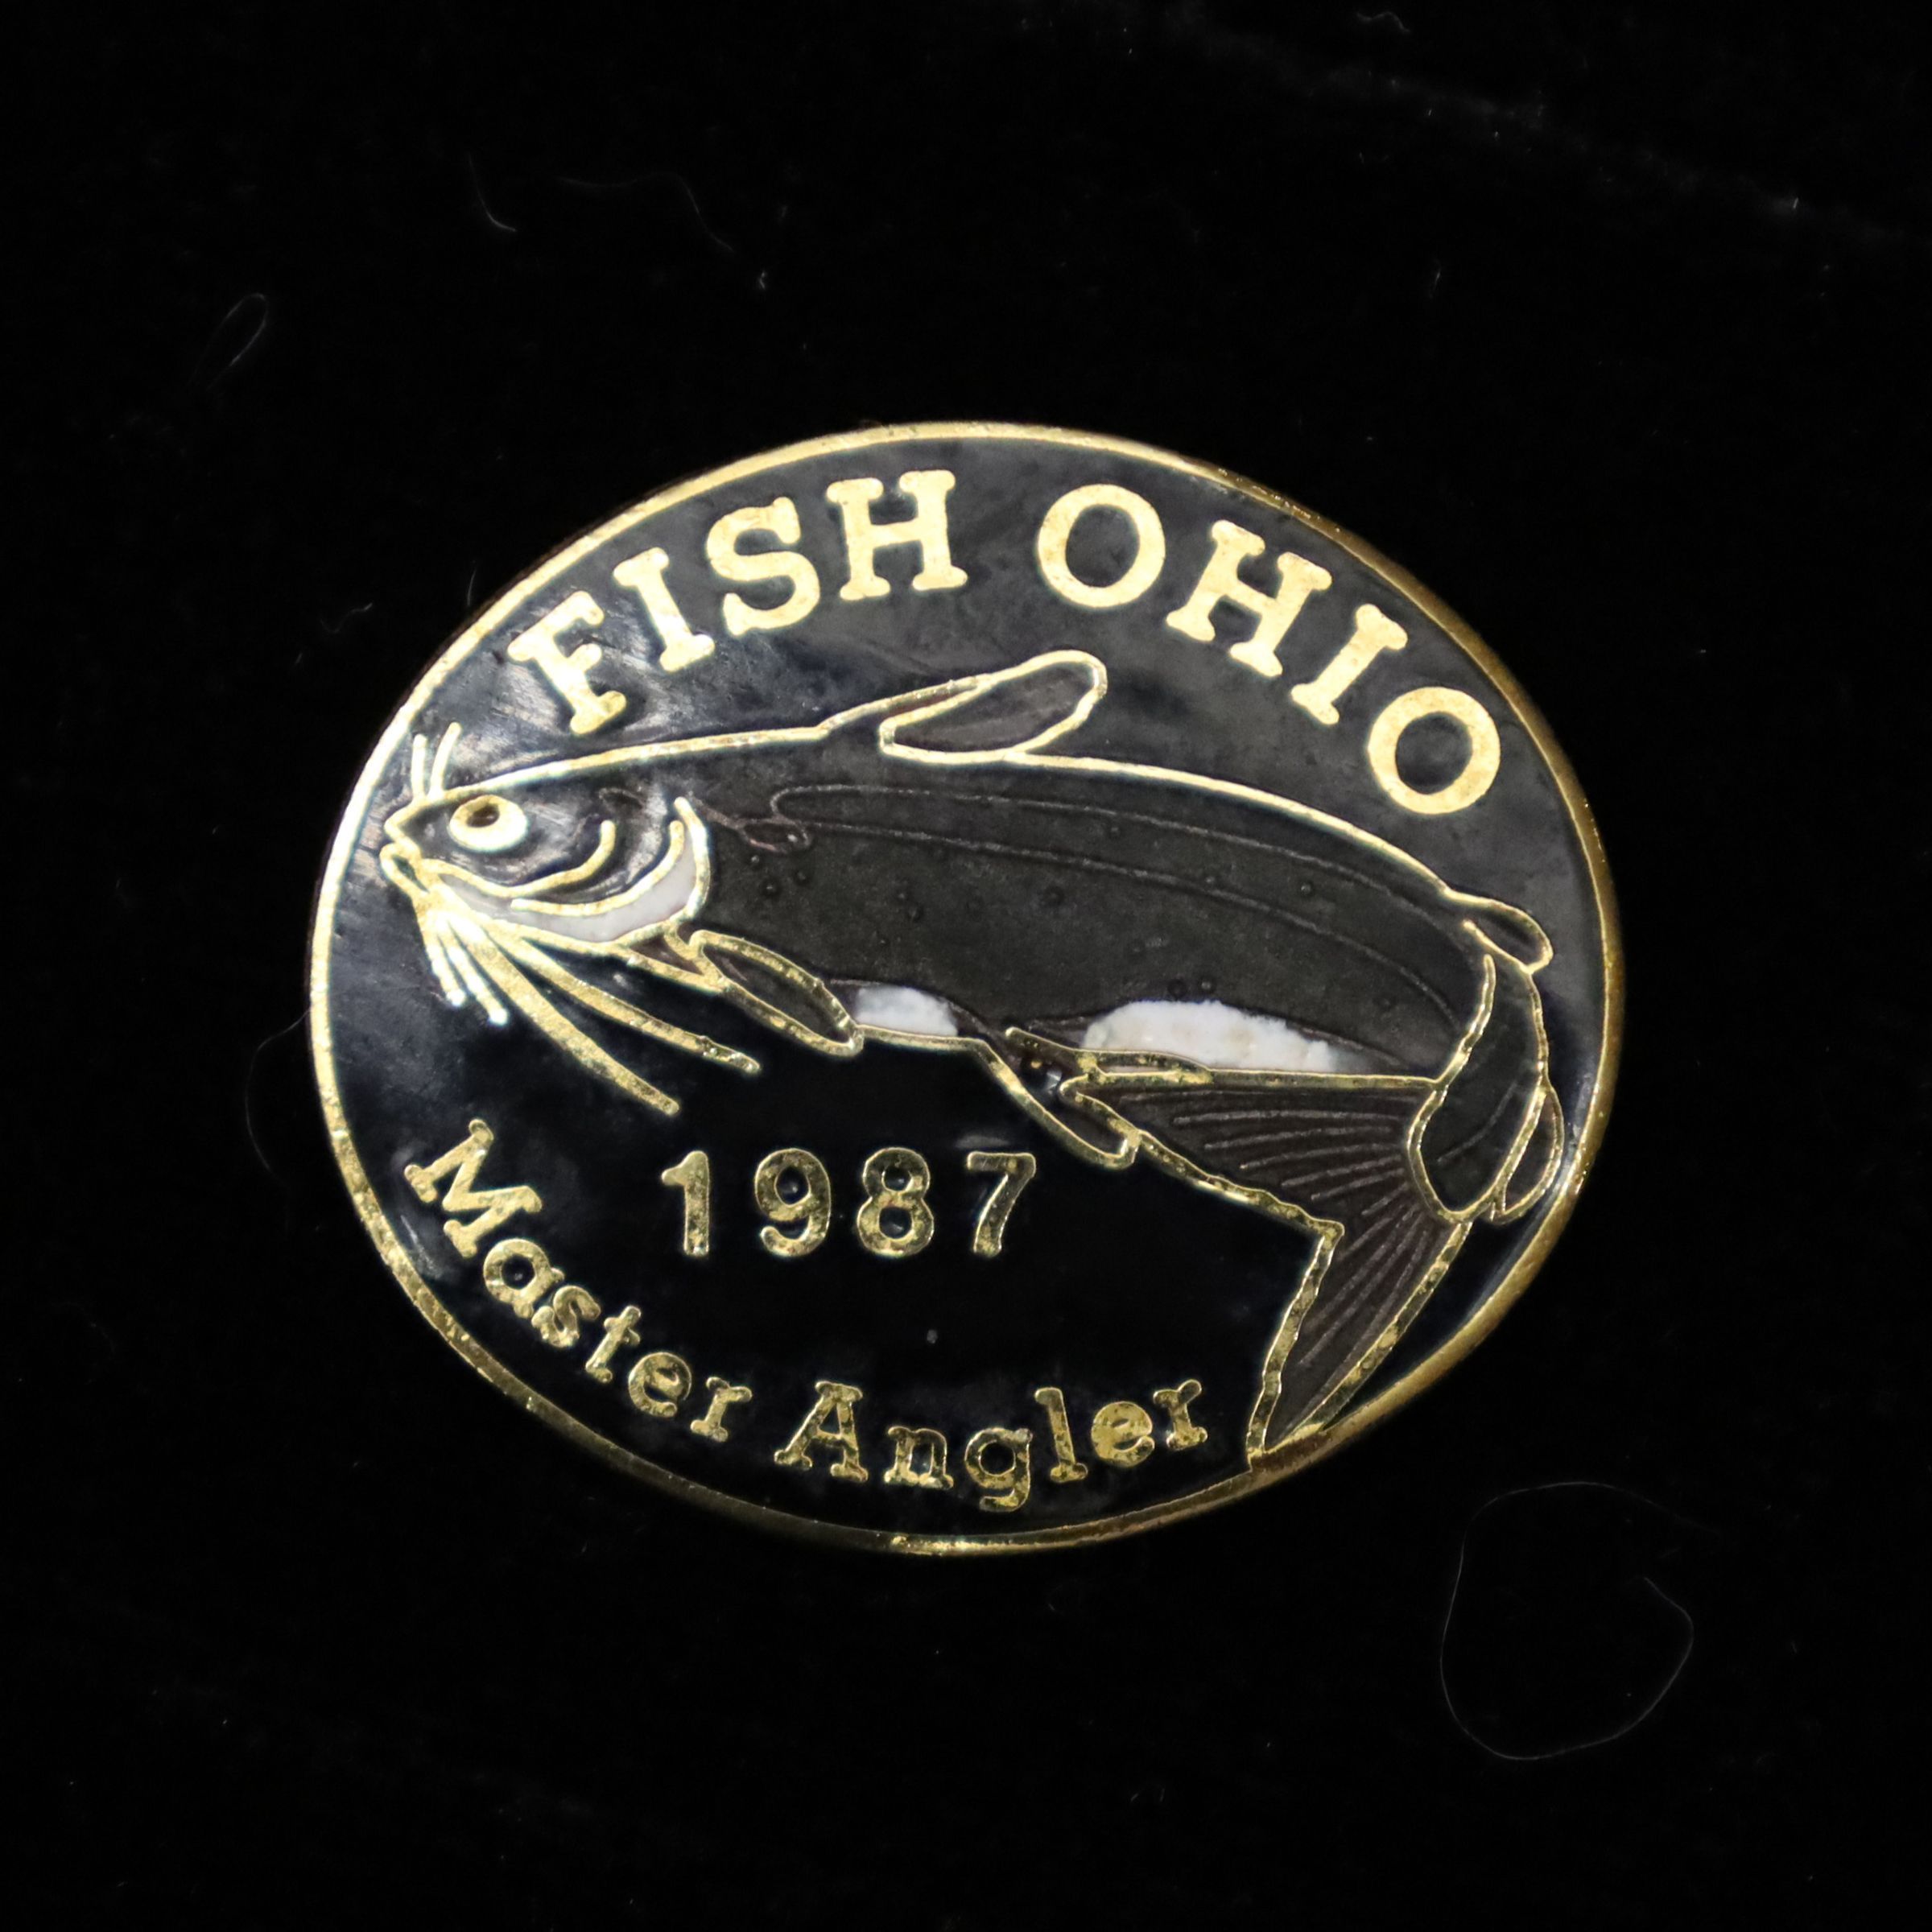 FISH OHIO
1987
Master Angler